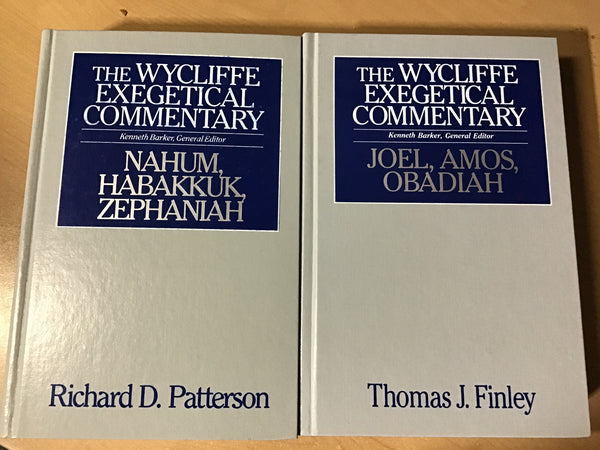 THE WYCLIFFE
EXEGETICAL
COMMENTARY
Kenneth Barker, General Editor
NAHUM,
HABAKKUK,
ZEPHANIAH
Richard D. Patterson
THE WYCLIFFE
EXEGETICAL
COMMENTARY
Kenneth Barker, General Editor
JOEL, AMOS,
OBADIAH
Thomas J. Finley